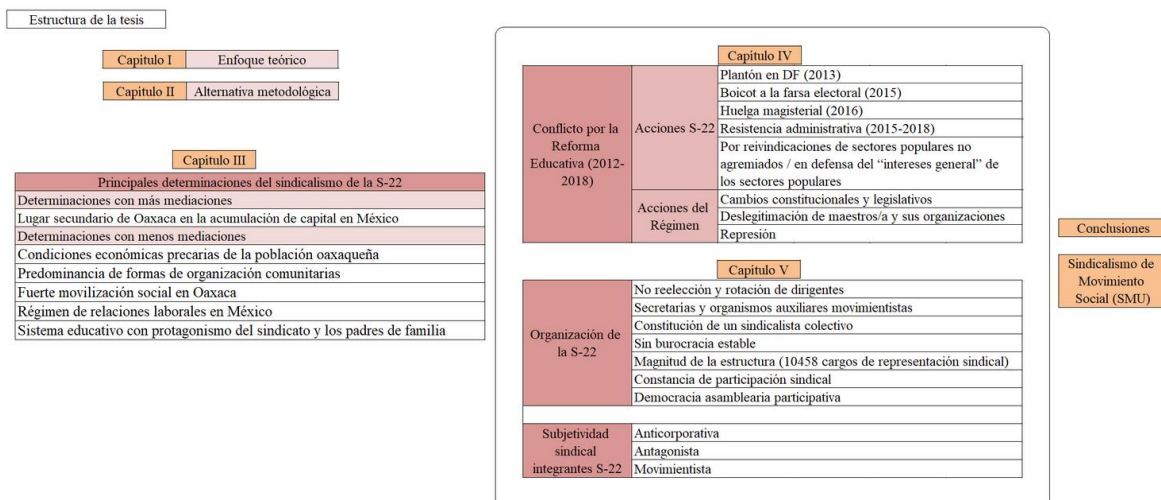 Estructura de la tesis
Capitulo I
Enfoque teórico
Capitulo II
Alternativa metodológica
Capitulo III
Principales determinaciones del sindicalismo de la S-22
Determinaciones con más mediaciones
Lugar secundario de Oaxaca en la acumulación de capital en México
Determinaciones con menos mediaciones
Condiciones económicas precarias de la población oaxaqueña
Predominancia de formas de organización comunitarias
Fuerte movilización social en Oaxaca
Régimen de relaciones laborales en México
Sistema educativo con protagonismo del sindicato y los padres de familia
Capitulo IV
Conflicto por la
Reforma
Educativa (2012-
2018)
Acciones S-22
Plantón en DF (2013)
Boicot a la farsa electoral (2015)
Huelga magisterial (2016)
Resistencia administrativa (2015-2018)
Por reivindicaciones de sectores populares no
agremiados / en defensa del “intereses general” de
los sectores populares
Acciones del
Régimen
Cambios constitucionales y legislativos
Deslegitimación de maestros/a y sus organizaciones
Represión
Capitulo V
Organización de
la S-22
No reelección y rotación de dirigentes
Secretarias y organismos auxiliares movimientistas
Constitución de un sindicalista colectivo
Sin burocracia estable
Magnitud de la estructura (10458 cargos de representación sindical)
Constancia de participación sindical
Democracia asamblearia participativa
Subjetividad
sindical
integrantes S-22
Anticorporativa
Antagonista
Movimientista
Conclusiones
Sindicalismo de
Movimiento
Social (SMU)